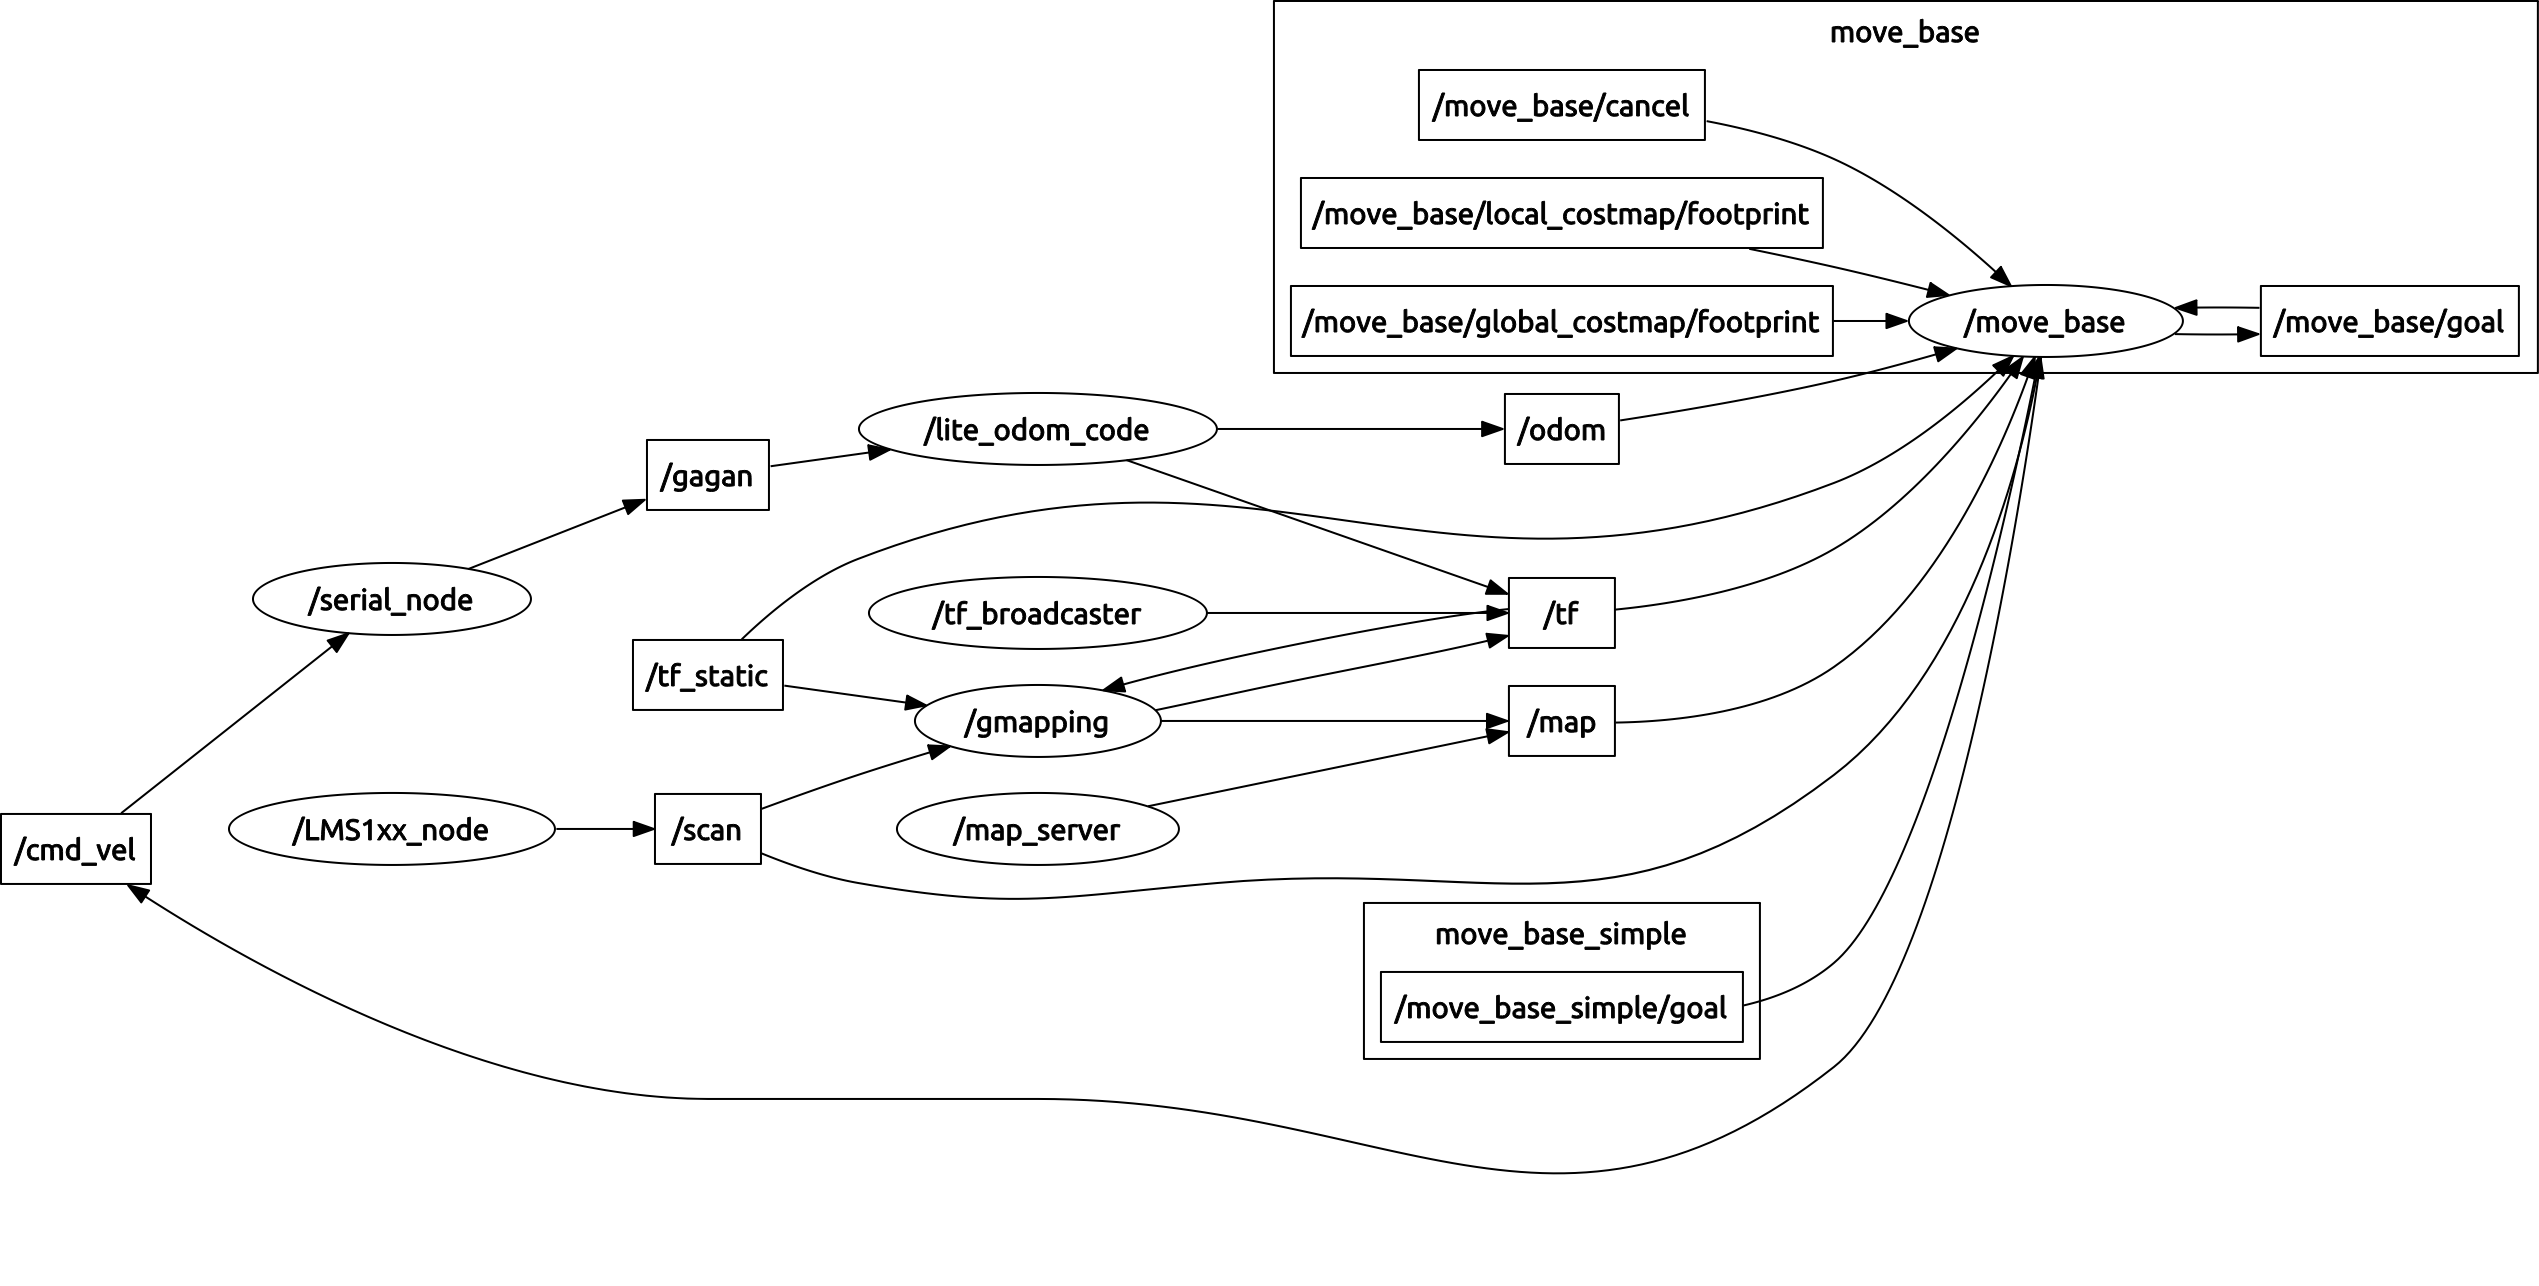 move_base
/move_base/cancel
/move_base/local_costmap/footprint
/move_base/global_costmap/footprint
/move_base
/move_base/goal
/lite_odom_code
/odom
/gagan
/serial_node
/tf_broadcaster
/tf
/tf_static
/gmapping
/map
/LMS1xx_node
/scan
/map_server
/cmd_vel
move_base_simple
/move_base_simple/goal